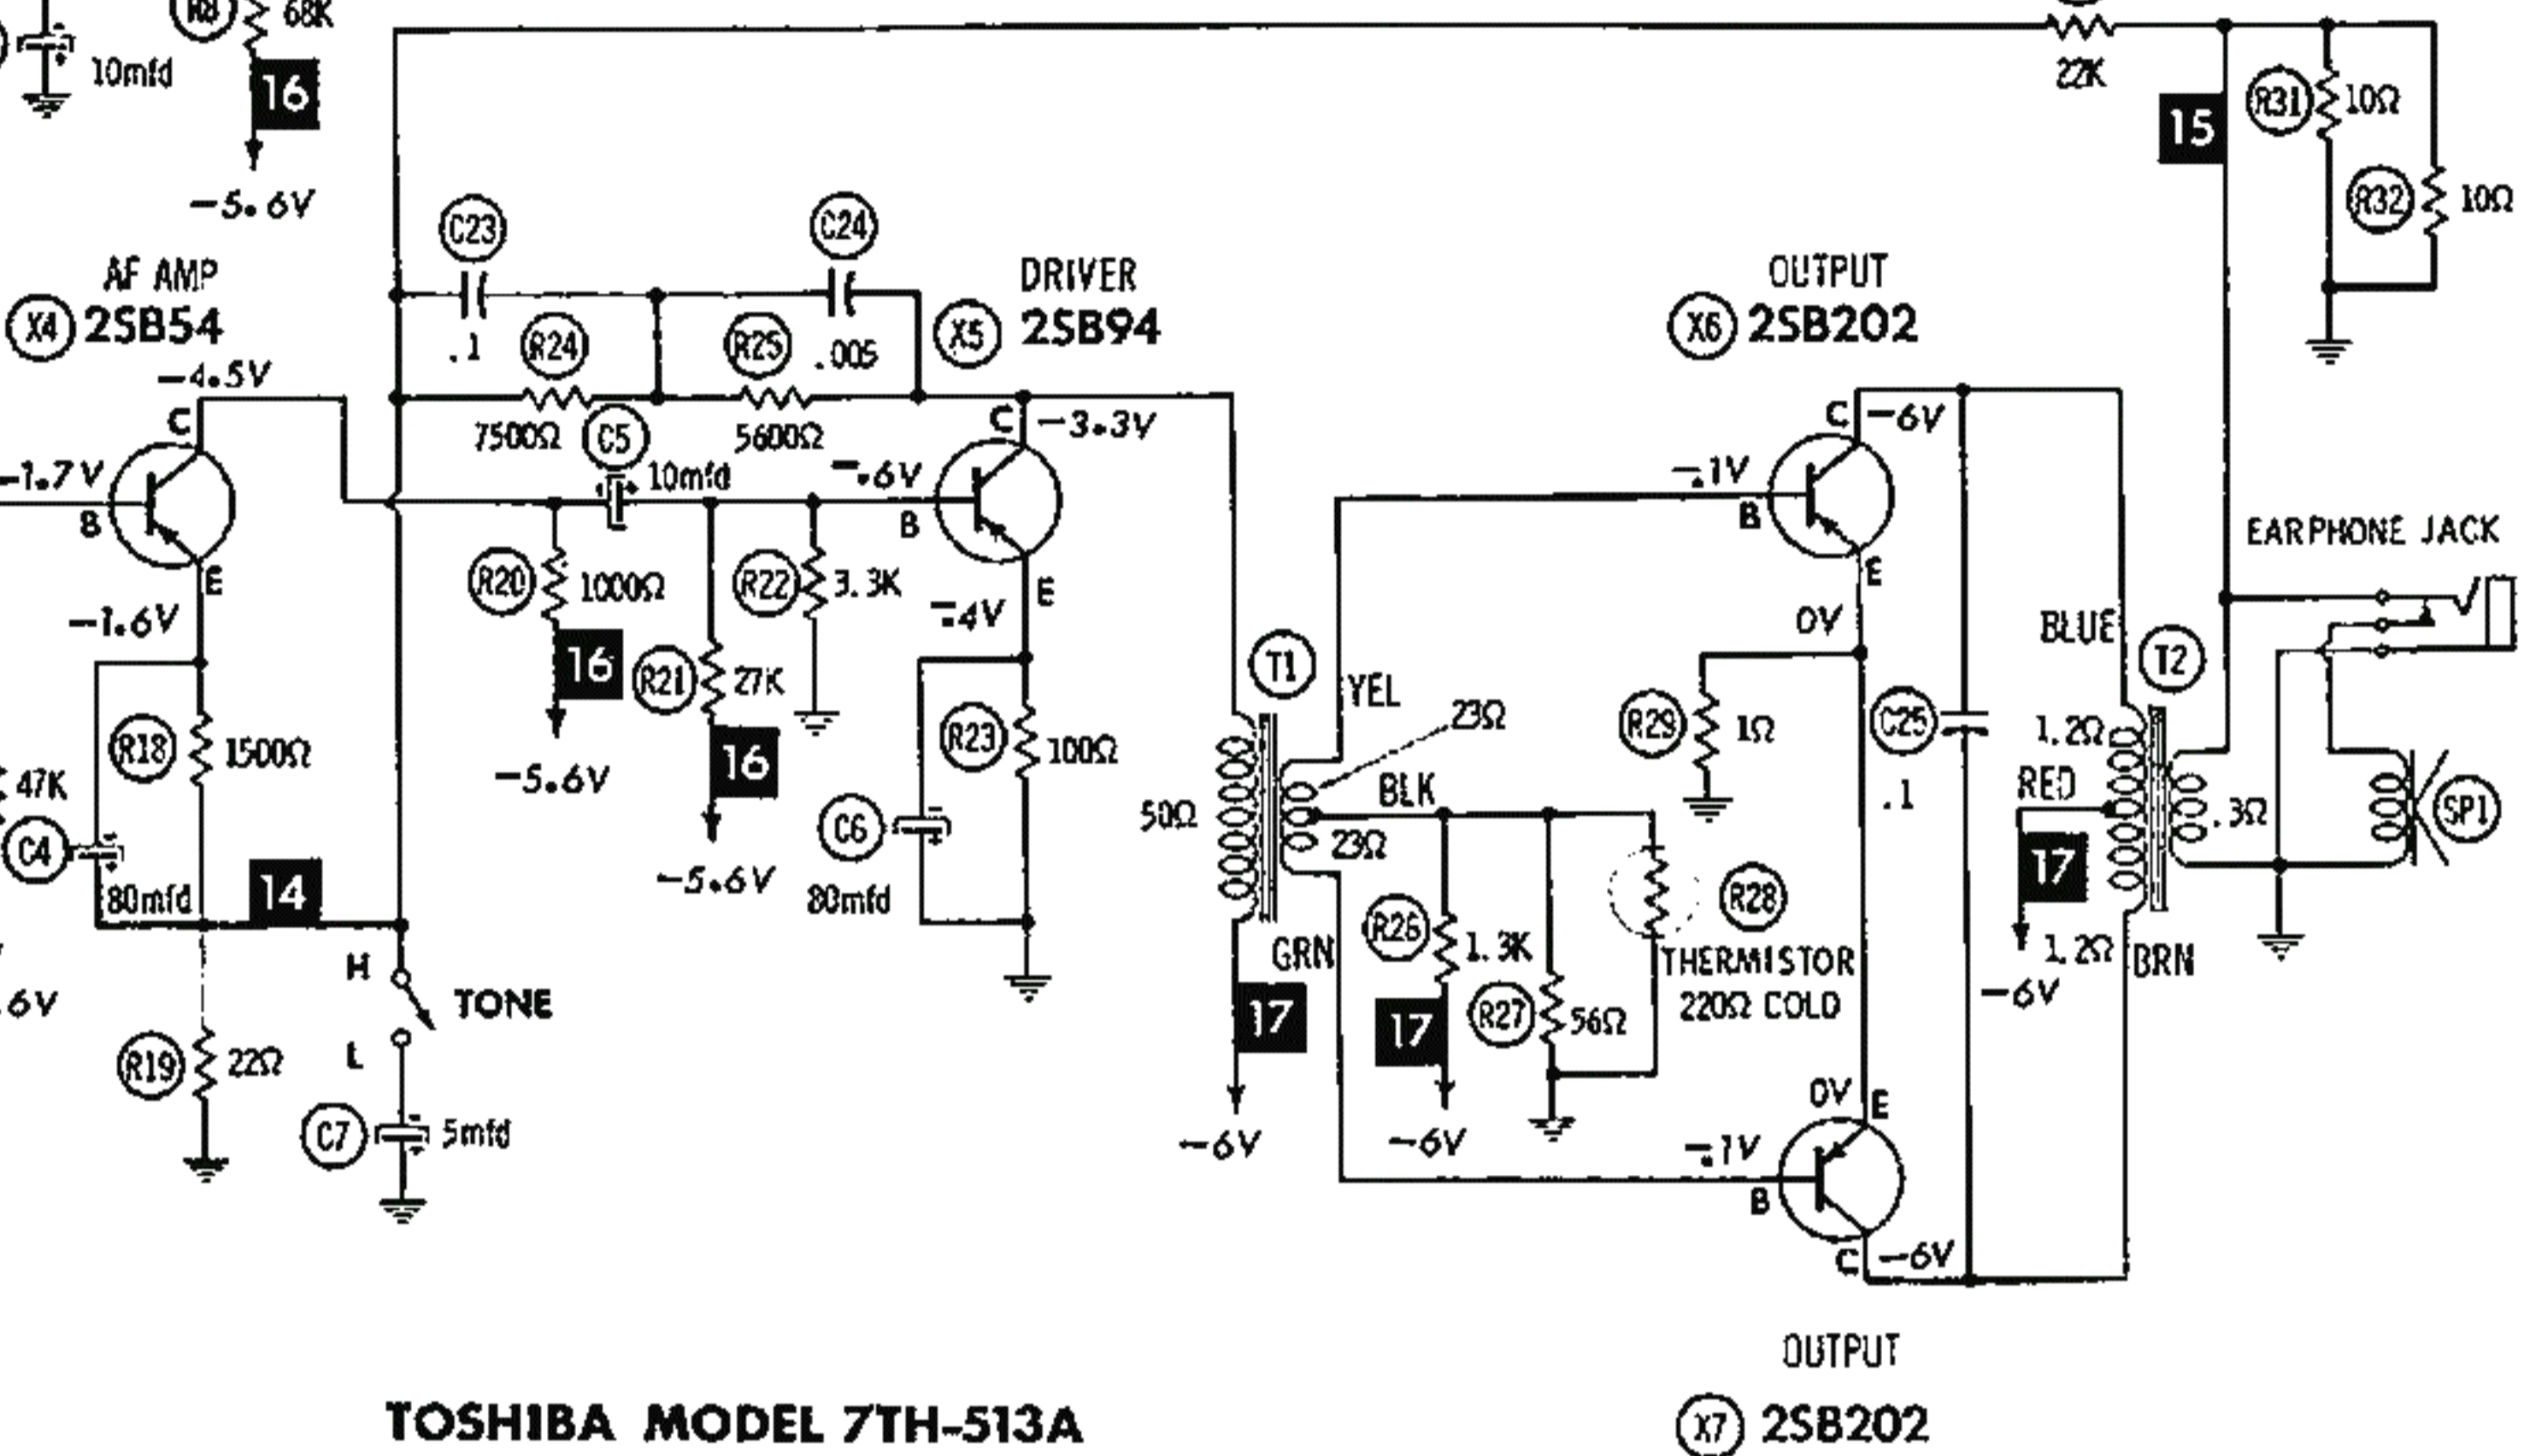 R8
68K
10mfd
16
-5.6V
22K
15
R31
10Ω
R32
10Ω
C23
.1
C24
.005
AF AMP
X4 2SB54
-4.5V
C
-1.7V
B
E
-1.6V
R24
7500Ω
R25
5600Ω
C5
10mfd
DRIVER
X5 2SB94
C
-3.3V
-.6V
B
E
-.4V
R20
1000Ω
16
-5.6V
R21
27K
16
-5.6V
R22
3.3K
R23
100Ω
C6
80mfd
R18
1500Ω
47K
C4
80mfd
14
6V
H
TONE
L
R19
22Ω
C7
5mfd
T1
50Ω
YEL
23Ω
BLK
23Ω
GRN
17
-6V
R26
1.3K
17
-6V
R27
56Ω
R28
THERMISTOR
220Ω COLD
OUTPUT
X6 2SB202
C
-6V
-.1V
B
E
0V
R29
1Ω
C25
.1
0V
E
-.1V
B
C
-6V
EARPHONE JACK
BLUE
T2
1.2Ω
RED
17
-6V
1.2Ω
BRN
.3Ω
SP1
OUTPUT
X7 2SB202
TOSHIBA MODEL 7TH-513A